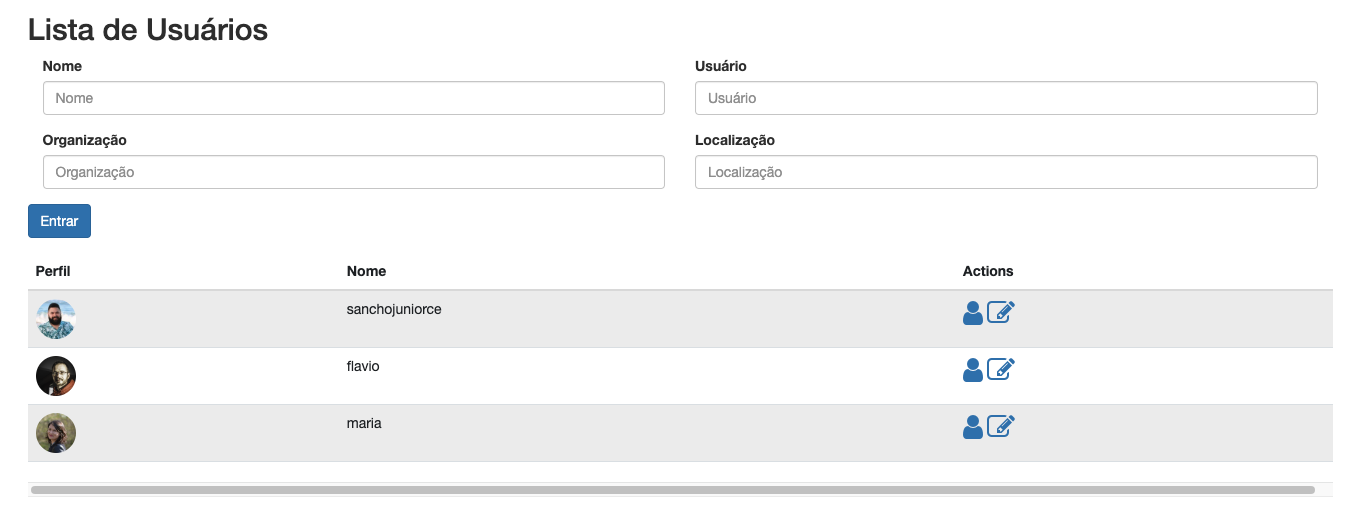 Lista de Usuários
Nome Usuário
Nome Usuário
Organização Localização
Organização Localização
Entrar
Perfil Nome Actions
sanchojuniorce
flavio
maria